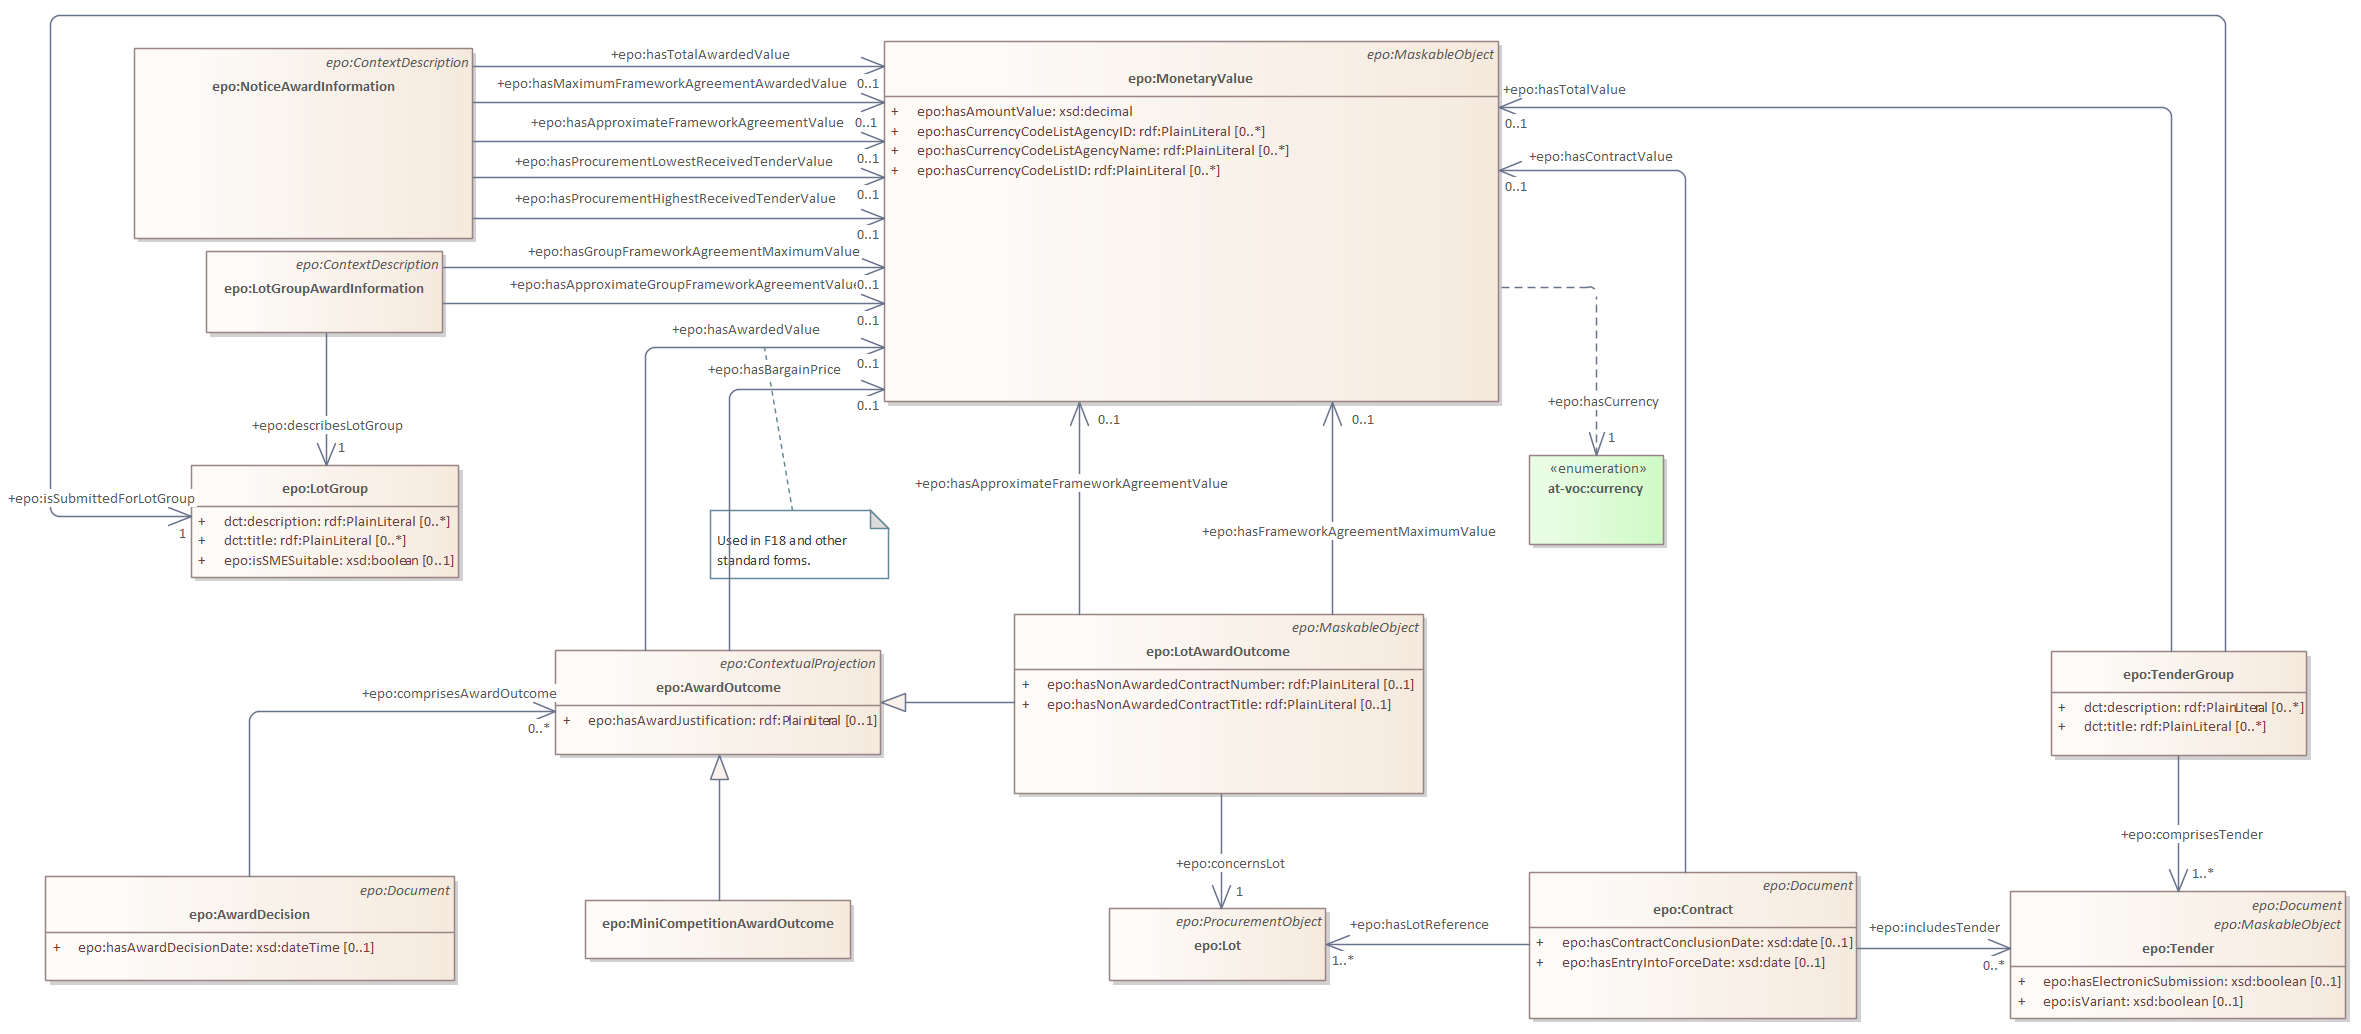 epo:ContextDescription
epo:NoticeAwardInformation
+epo:hasTotalAwardedValue
0..1
+epo:hasMaximumFrameworkAgreementAwardedValue
0..1
+epo:hasApproximateFrameworkAgreementValue
0..1
+epo:hasProcurementLowestReceivedTenderValue
0..1
+epo:hasProcurementHighestReceivedTenderValue
0..1
epo:MaskableObject
epo:MonetaryValue
+ epo:hasAmountValue: xsd:decimal
+ epo:hasCurrencyCodeListAgencyID: rdf:PlainLiteral [0..*]
+ epo:hasCurrencyCodeListAgencyName: rdf:PlainLiteral [0..*]
+ epo:hasCurrencyCodeListID: rdf:PlainLiteral [0..*]
+epo:hasTotalValue
0..1
+epo:hasContractValue
0..1
epo:ContextDescription
epo:LotGroupAwardInformation
+epo:hasGroupFrameworkAgreementMaximumValue
0..1
+epo:hasApproximateGroupFrameworkAgreementValue
0..1
+epo:hasAwardedValue
0..1
+epo:hasBargainPrice
0..1
+epo:describesLotGroup
1
0..1
0..1
+epo:hasCurrency
1
«enumeration»
at-voc:currency
+epo:isSubmittedForLotGroup
1
epo:LotGroup
+ dct:description: rdf:PlainLiteral [0..*]
+ dct:title: rdf:PlainLiteral [0..*]
+ epo:isSMESuitable: xsd:boolean [0..1]
+epo:hasApproximateFrameworkAgreementValue
+epo:hasFrameworkAgreementMaximumValue
Used in F18 and other
standard forms.
epo:ContextualProjection
epo:AwardOutcome
+ epo:hasAwardJustification: rdf:PlainLiteral [0..1]
+epo:comprisesAwardOutcome
0..*
epo:MaskableObject
epo:LotAwardOutcome
+ epo:hasNonAwardedContractNumber: rdf:PlainLiteral [0..1]
+ epo:hasNonAwardedContractTitle: rdf:PlainLiteral [0..1]
epo:TenderGroup
+ dct:description: rdf:PlainLiteral [0..*]
+ dct:title: rdf:PlainLiteral [0..*]
+epo:comprisesTender
1..*
+epo:concernsLot
1
epo:Document
epo:AwardDecision
+ epo:hasAwardDecisionDate: xsd:dateTime [0..1]
epo:MiniCompetitionAwardOutcome
epo:ProcurementObject
epo:Lot
+epo:hasLotReference
1..*
epo:Document
epo:Contract
+ epo:hasContractConclusionDate: xsd:date [0..1]
+ epo:hasEntryIntoForceDate: xsd:date [0..1]
+epo:includesTender
0..*
epo:Document
epo:MaskableObject
epo:Tender
+ epo:hasElectronicSubmission: xsd:boolean [0..1]
+ epo:isVariant: xsd:boolean [0..1]